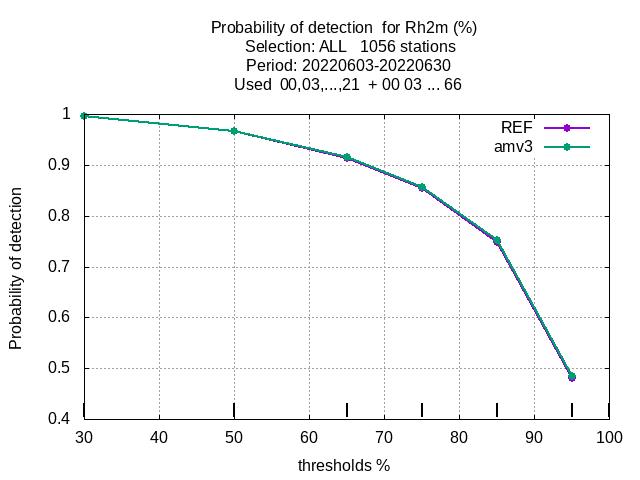 Probability of detection  for Rh2m (%)
Selection: ALL   1056 stations
Period: 20220603-20220630
Used  00,03,...,21  + 00 03 ... 66
REF
amv3
Probability of detection
1
0.9
0.8
0.7
0.6
0.5
0.4
30 40 50 60 70 80 90 100
thresholds %